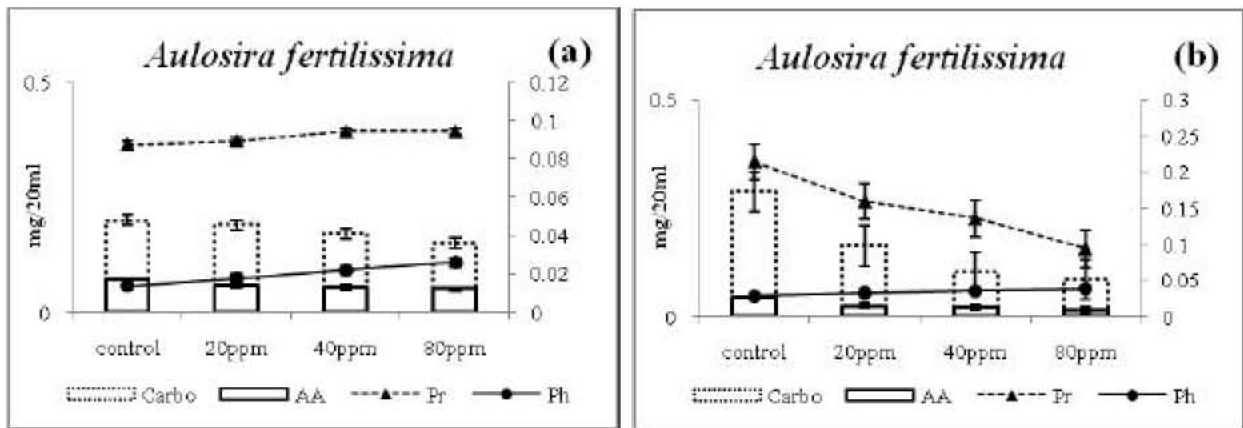 Aulosira fertilissima (a)
0.5
0
mg/20ml
0.12
0.1
0.08
0.06
0.04
0.02
0
control 20ppm 40ppm 80ppm
Carbo AA Pr Ph
Aulosira fertilissima (b)
0.5
0
mg/20ml
0.3
0.25
0.2
0.15
0.1
0.05
0
control 20ppm 40ppm 80ppm
Carbo AA Pr Ph